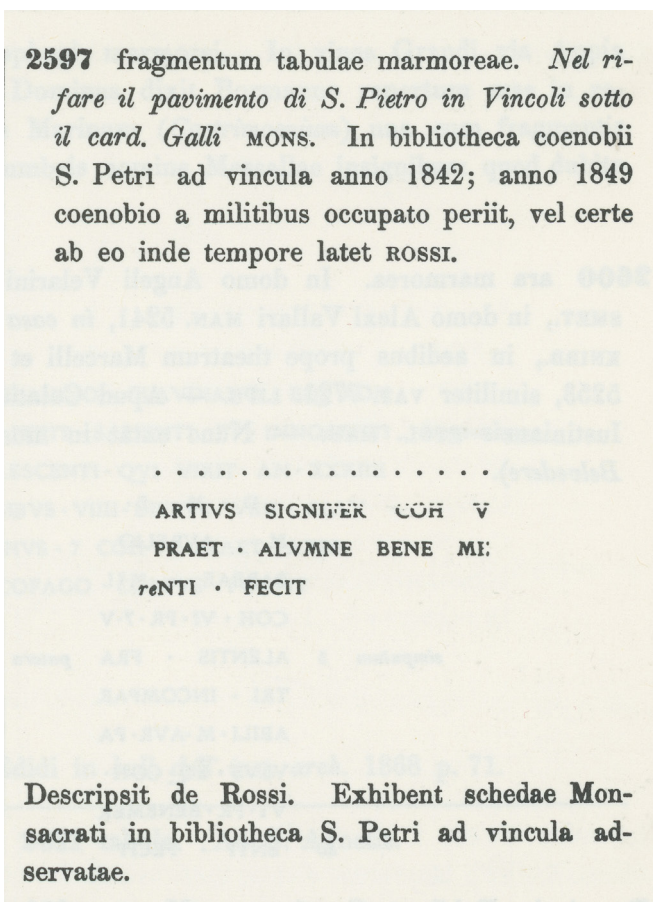 2597 fragmentum tabulae marmoreae. Nel ri-
fare il pavimento di S. Pietro in Vincoli sotto
il card. Galli MONS. In bibliotheca coenobii
S. Petri ad vincula anno 1842; anno 1849
coenobio a militibus occupato periit, vel certe
ab eo inde tempore latet ROSSI.
. . . . . . . . . . . .
ARTIVS SIGNIFER COH V
PRAET · ALVMNE BENE ME
reNTI · FECIT
Descripsit de Rossi. Exhibent schedae Mon-
sacrati in bibliotheca S. Petri ad vincula ad-
servatae.